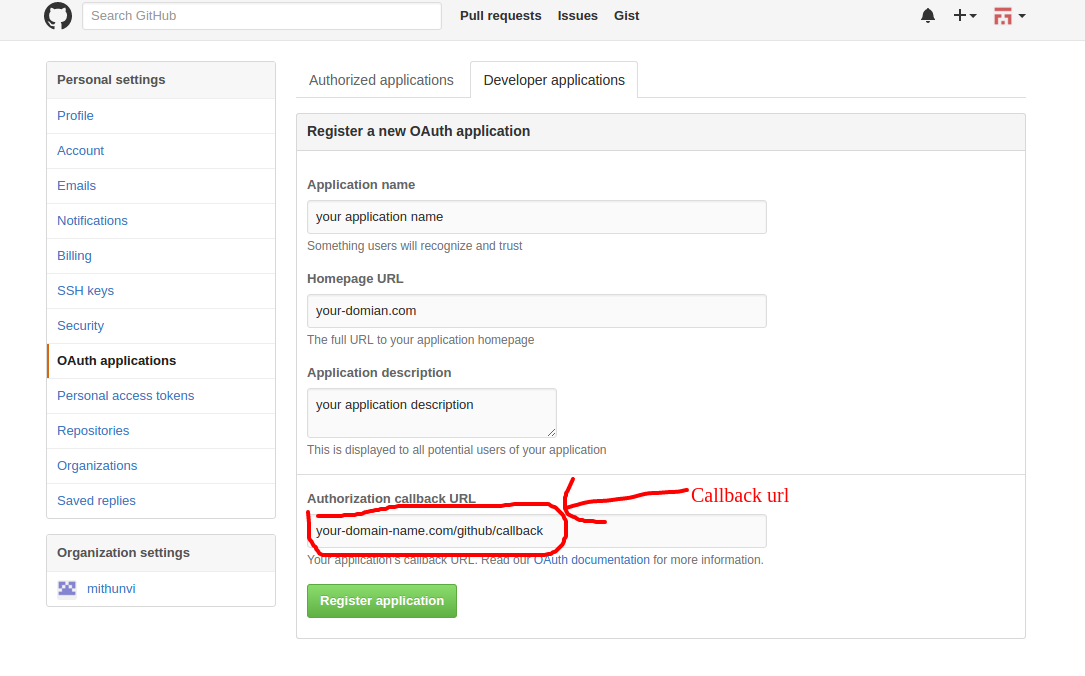 Search GitHub
Pull requests Issues Gist
Personal settings
Profile
Account
Emails
Notifications
Billing
SSH keys
Security
OAuth applications
Personal access tokens
Repositories
Organizations
Saved replies
Organization settings
mithunvi
Authorized applications Developer applications
Register a new OAuth application
Application name
your application name
Something users will recognize and trust
Homepage URL
your-domian.com
The full URL to your application homepage
Application description
your application description
This is displayed to all potential users of your application
Authorization callback URL
Callback url
your-domain-name.com/github/callback
Your application's callback URL. Read our OAuth documentation for more information.
Register application